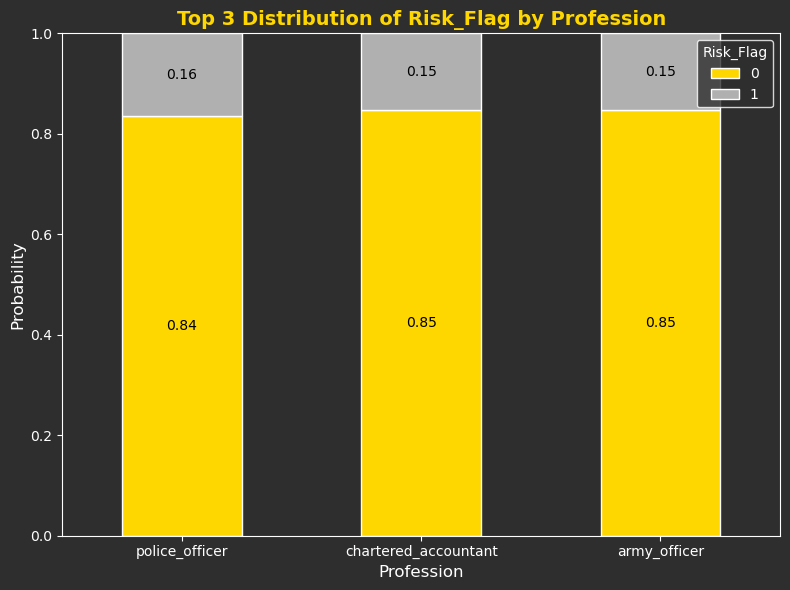 Top 3 Distribution of Risk_Flag by Profession
Probability
1.0
0.8
0.6
0.4
0.2
0.0
Risk_Flag
0
1
0.16
0.15
0.15
0.84
0.85
0.85
police_officer
chartered_accountant
army_officer
Profession